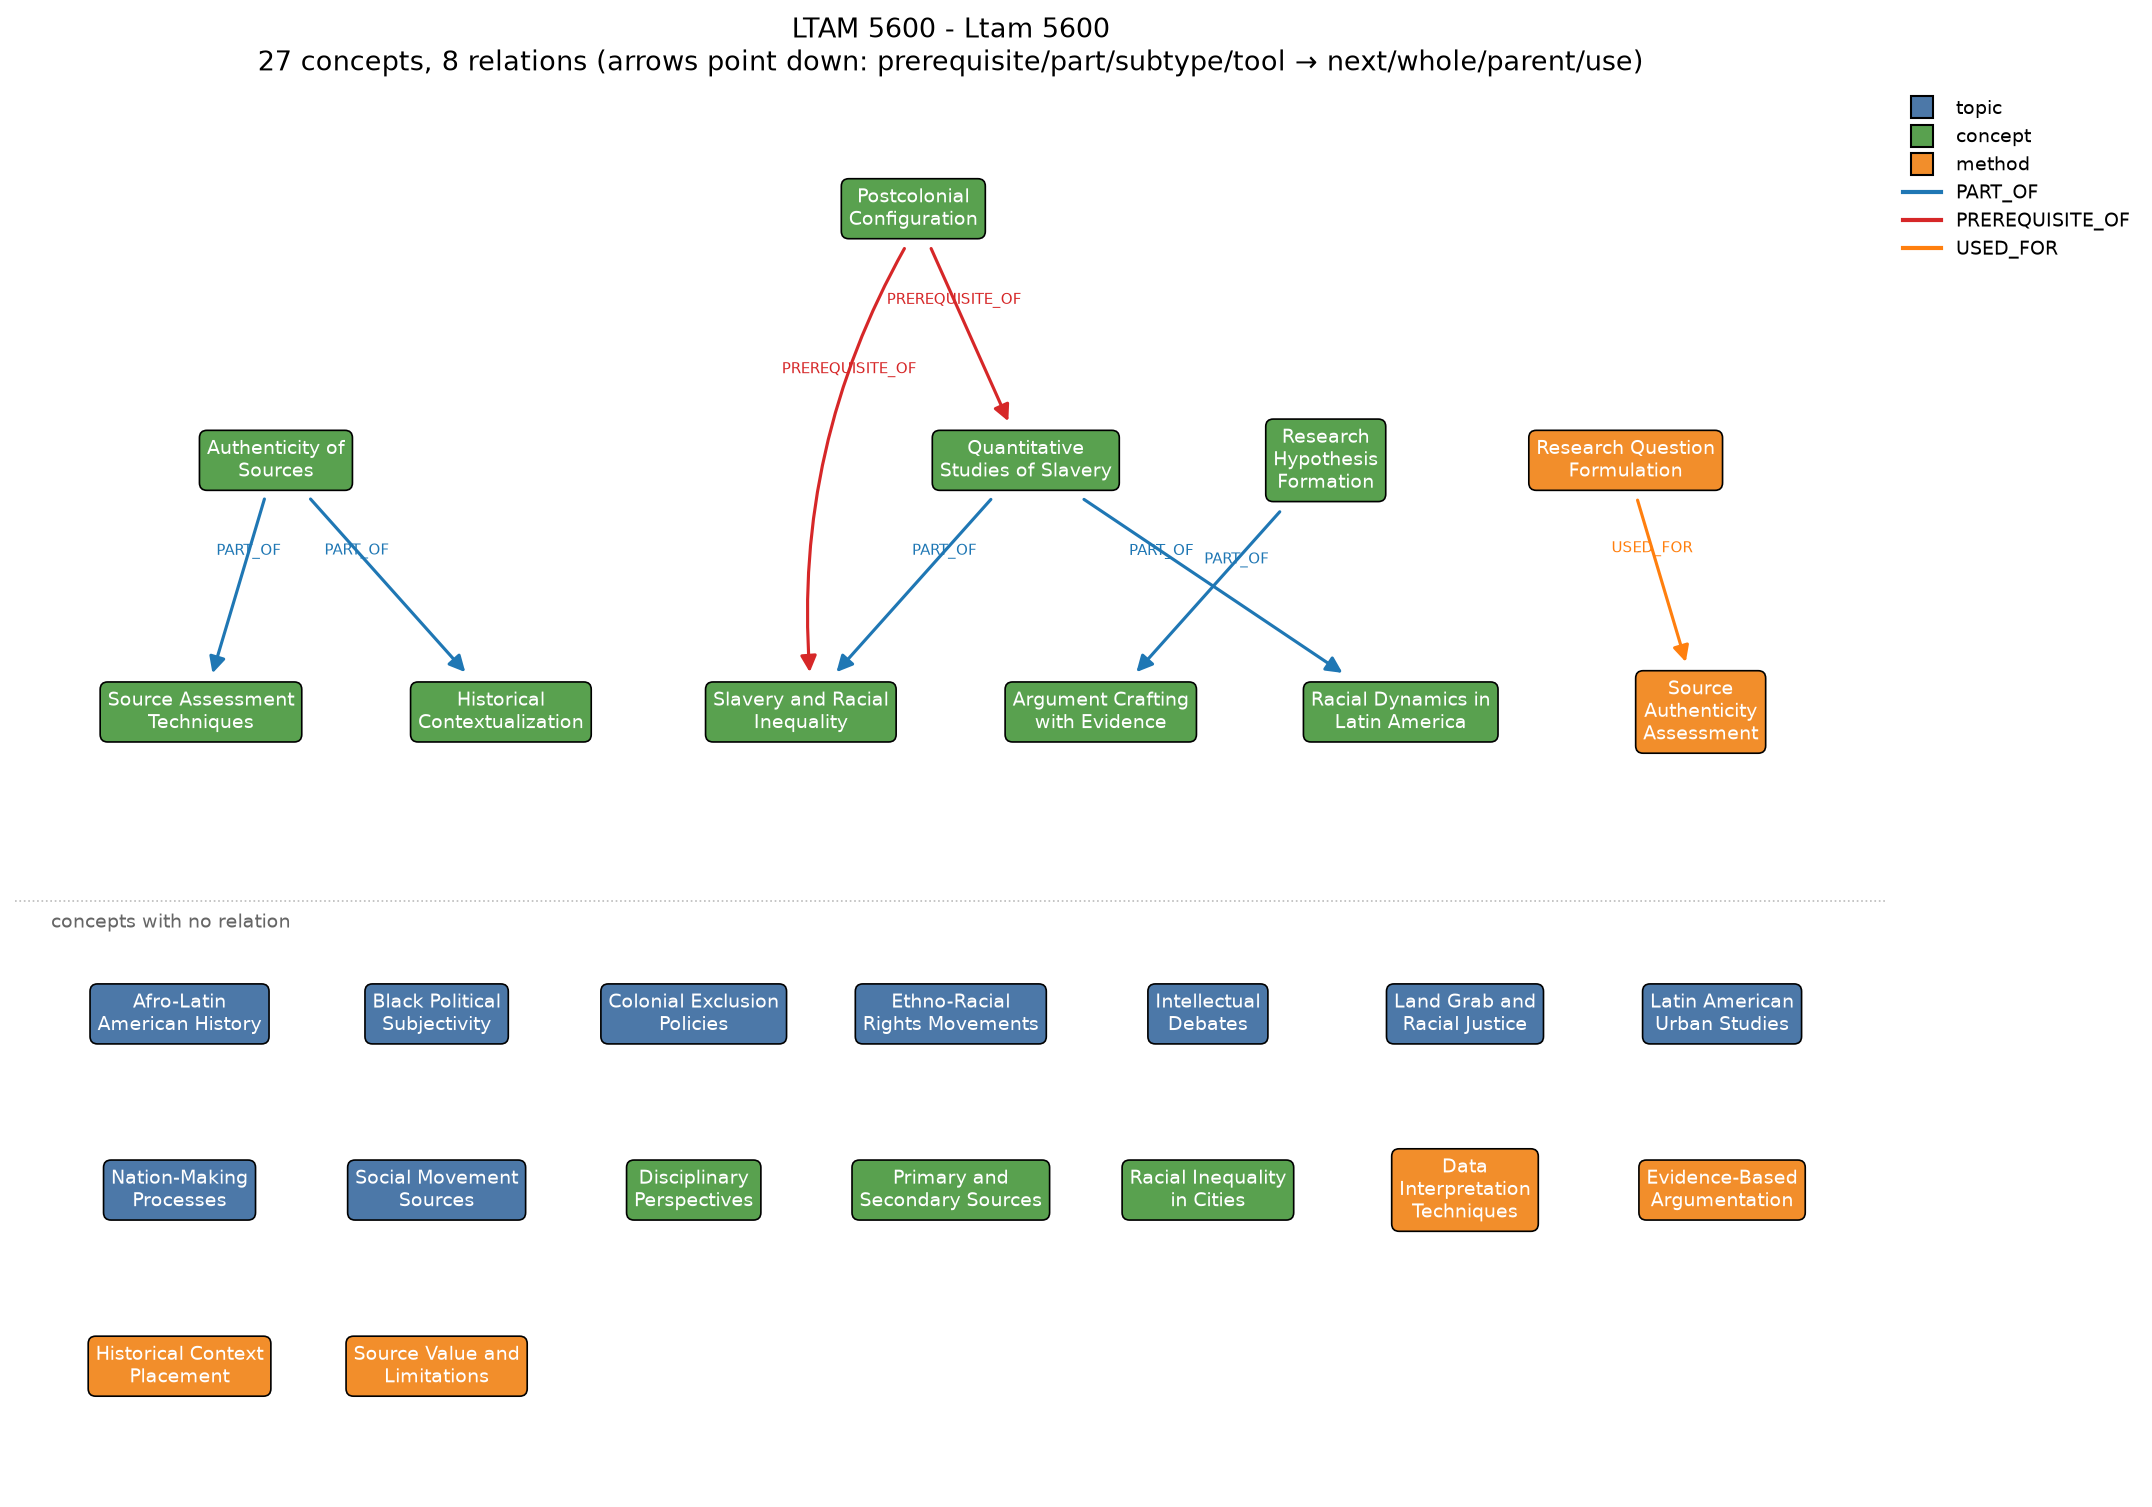 LTAM 5600 - Ltam 5600
27 concepts, 8 relations (arrows point down: prerequisite/part/subtype/tool → next/whole/parent/use)
topic
concept
method
PART_OF
PREREQUISITE_OF
USED_FOR
Postcolonial
Configuration
PREREQUISITE_OF
PREREQUISITE_OF
Authenticity of
Sources
Quantitative
Studies of Slavery
Research
Hypothesis
Formation
Research Question
Formulation
PART_OF
PART_OF
PART_OF
PART_OF
PART_OF
USED_FOR
Source Assessment
Techniques
Historical
Contextualization
Slavery and Racial
Inequality
Argument Crafting
with Evidence
Racial Dynamics in
Latin America
Source
Authenticity
Assessment
concepts with no relation
Afro-Latin
American History
Black Political
Subjectivity
Colonial Exclusion
Policies
Ethno-Racial
Rights Movements
Intellectual
Debates
Land Grab and
Racial Justice
Latin American
Urban Studies
Nation-Making
Processes
Social Movement
Sources
Disciplinary
Perspectives
Primary and
Secondary Sources
Racial Inequality
in Cities
Data
Interpretation
Techniques
Evidence-Based
Argumentation
Historical Context
Placement
Source Value and
Limitations